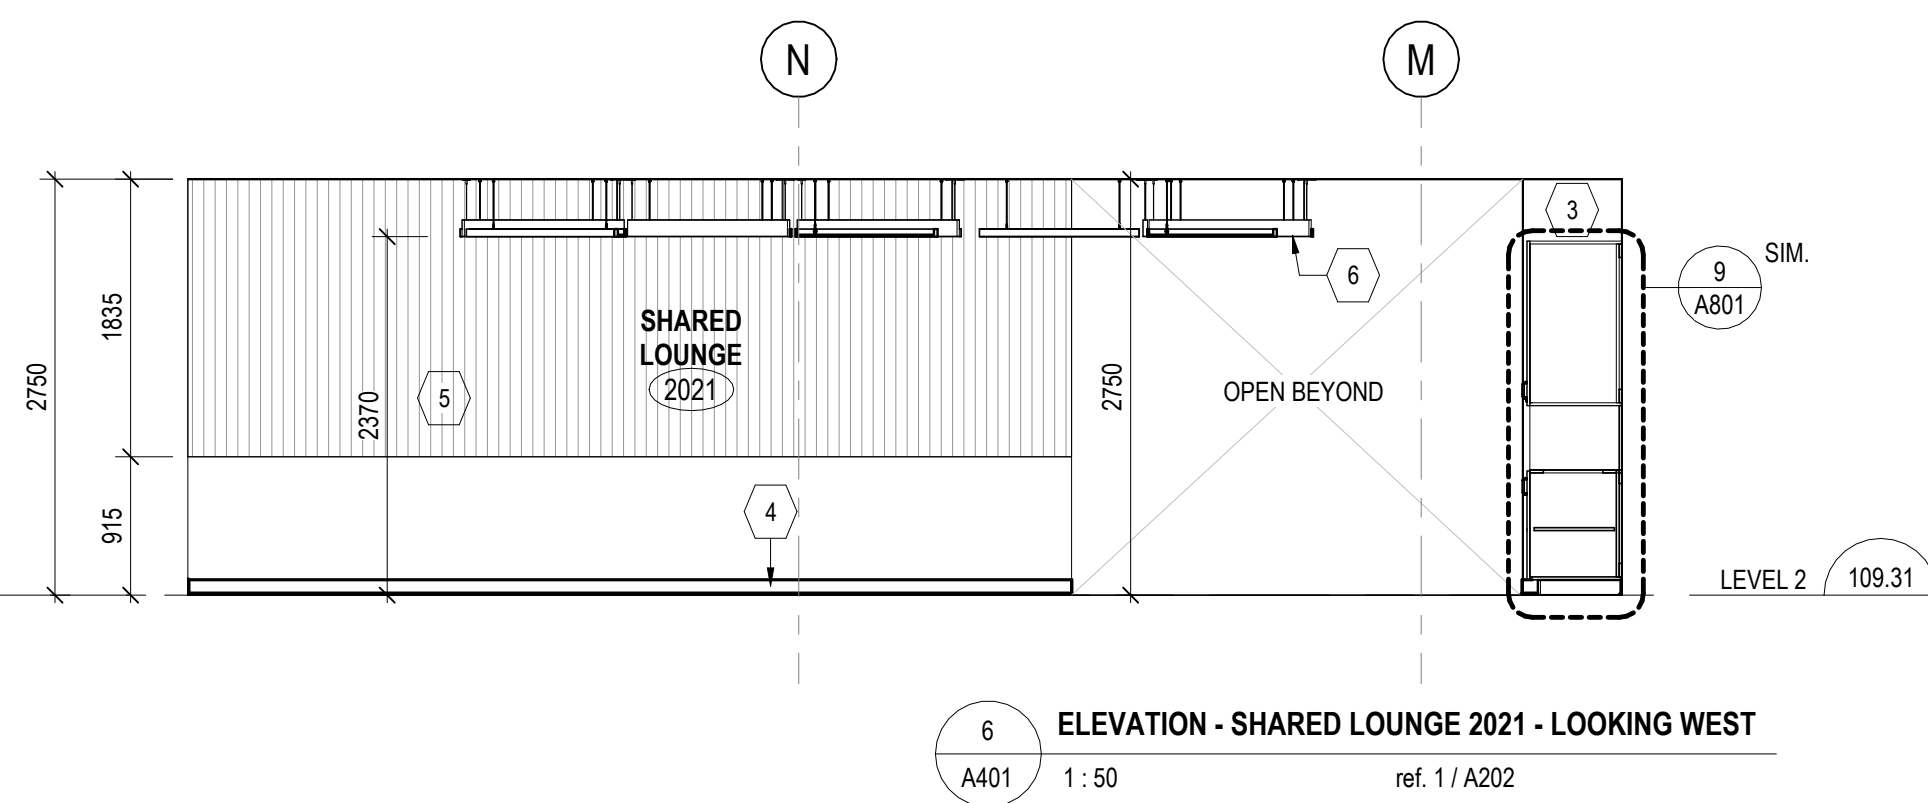 N
M
3
SIM.
9
A801
6
SHARED
LOUNGE
2021
2750
1835
2370
5
2750
OPEN BEYOND
915
4
LEVEL 2
109.31
6
A401
ELEVATION - SHARED LOUNGE 2021 - LOOKING WEST
1 : 50
ref. 1 / A202